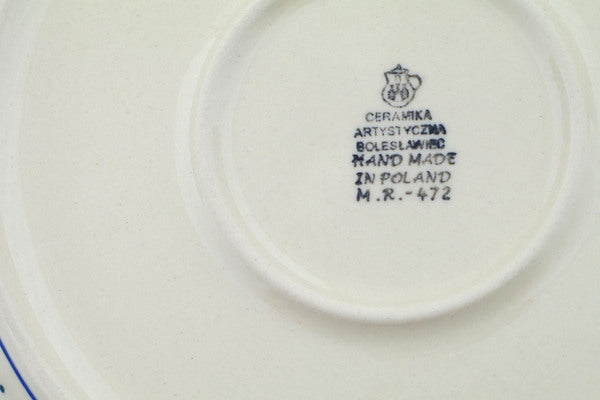 CERAMIKA
ARTYSTYCZNA
BOLESŁAWIEC
HAND MADE
IN POLAND
M.R.-472